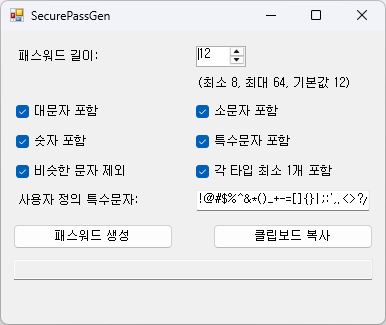 SecurePassGen
패스워드 길이: 12
(최소 8, 최대 64, 기본값 12)
대문자 포함 소문자 포함
숫자 포함 특수문자 포함
비슷한 문자 제외 각 타입 최소 1개 포함
사용자 정의 특수문자: !@#$%^&*()_+-=[]{}|;:',.<>?/
패스워드 생성 클립보드 복사